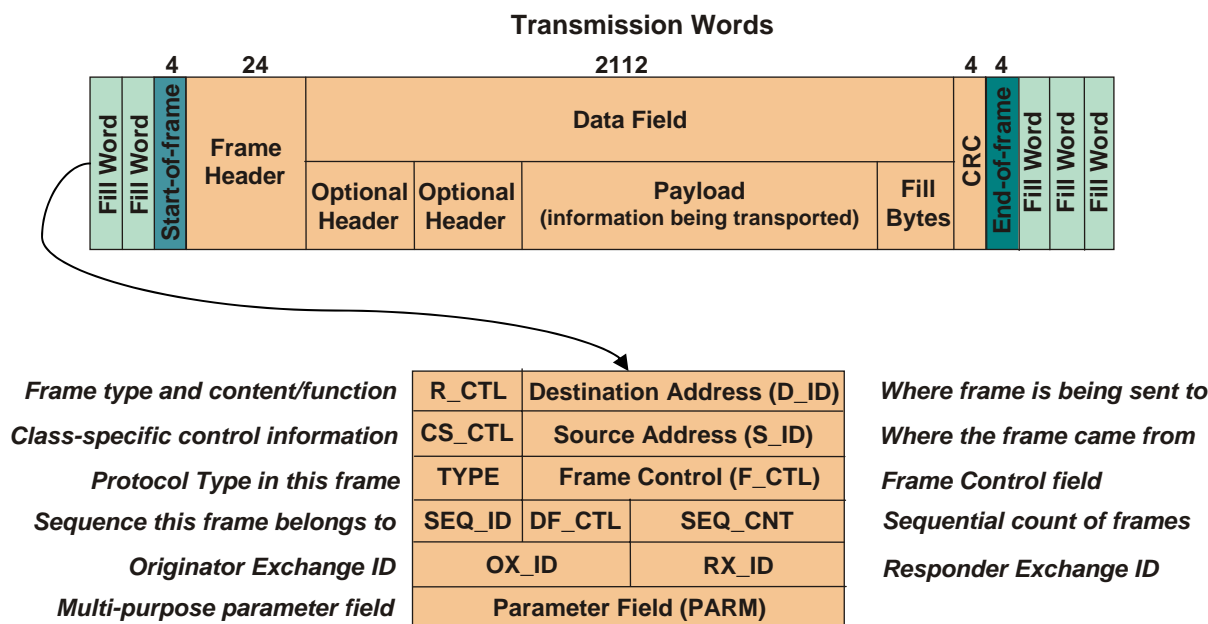 Transmission Words
4 24 2112 4 4
Fill Word
Fill Word
Start-of-frame
Frame
Header
Data Field
Optional
Header
Optional
Header
Payload
(information being transported)
Fill
Bytes
CRC
End-of-frame
Fill Word
Fill Word
Fill Word
Frame type and content/function R_CTL Destination Address (D_ID) Where frame is being sent to
Class-specific control information CS_CTL Source Address (S_ID) Where the frame came from
Protocol Type in this frame TYPE Frame Control (F_CTL) Frame Control field
Sequence this frame belongs to SEQ_ID DF_CTL SEQ_CNT Sequential count of frames
Originator Exchange ID OX_ID RX_ID Responder Exchange ID
Multi-purpose parameter field Parameter Field (PARM)